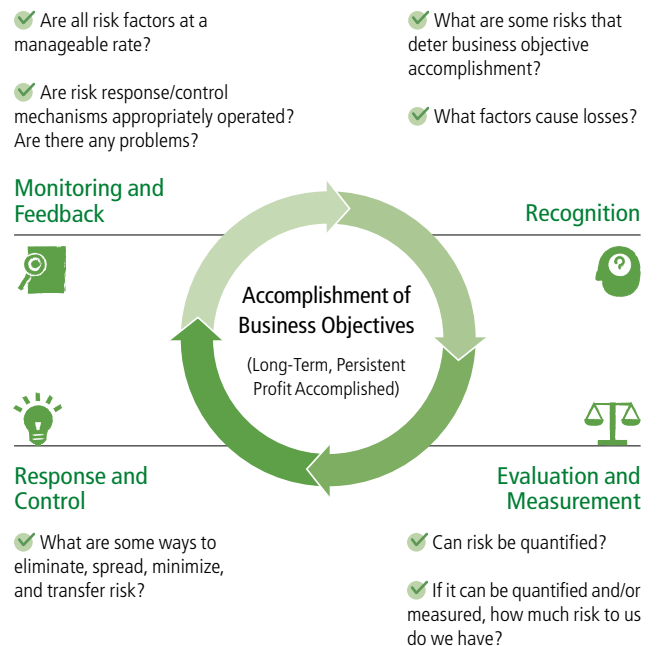 Are all risk factors at a
manageable rate?
Are risk response/control
mechanisms appropriately operated?
Are there any problems?
What are some risks that
deter business objective
accomplishment?
What factors cause losses?
Monitoring and
Feedback
Recognition
Accomplishment of
Business Objectives
(Long-Term, Persistent
Profit Accomplished)
Response and
Control
What are some ways to
eliminate, spread, minimize,
and transfer risk?
Evaluation and
Measurement
Can risk be quantified?
If it can be quantified and/or
measured, how much risk to us
do we have?